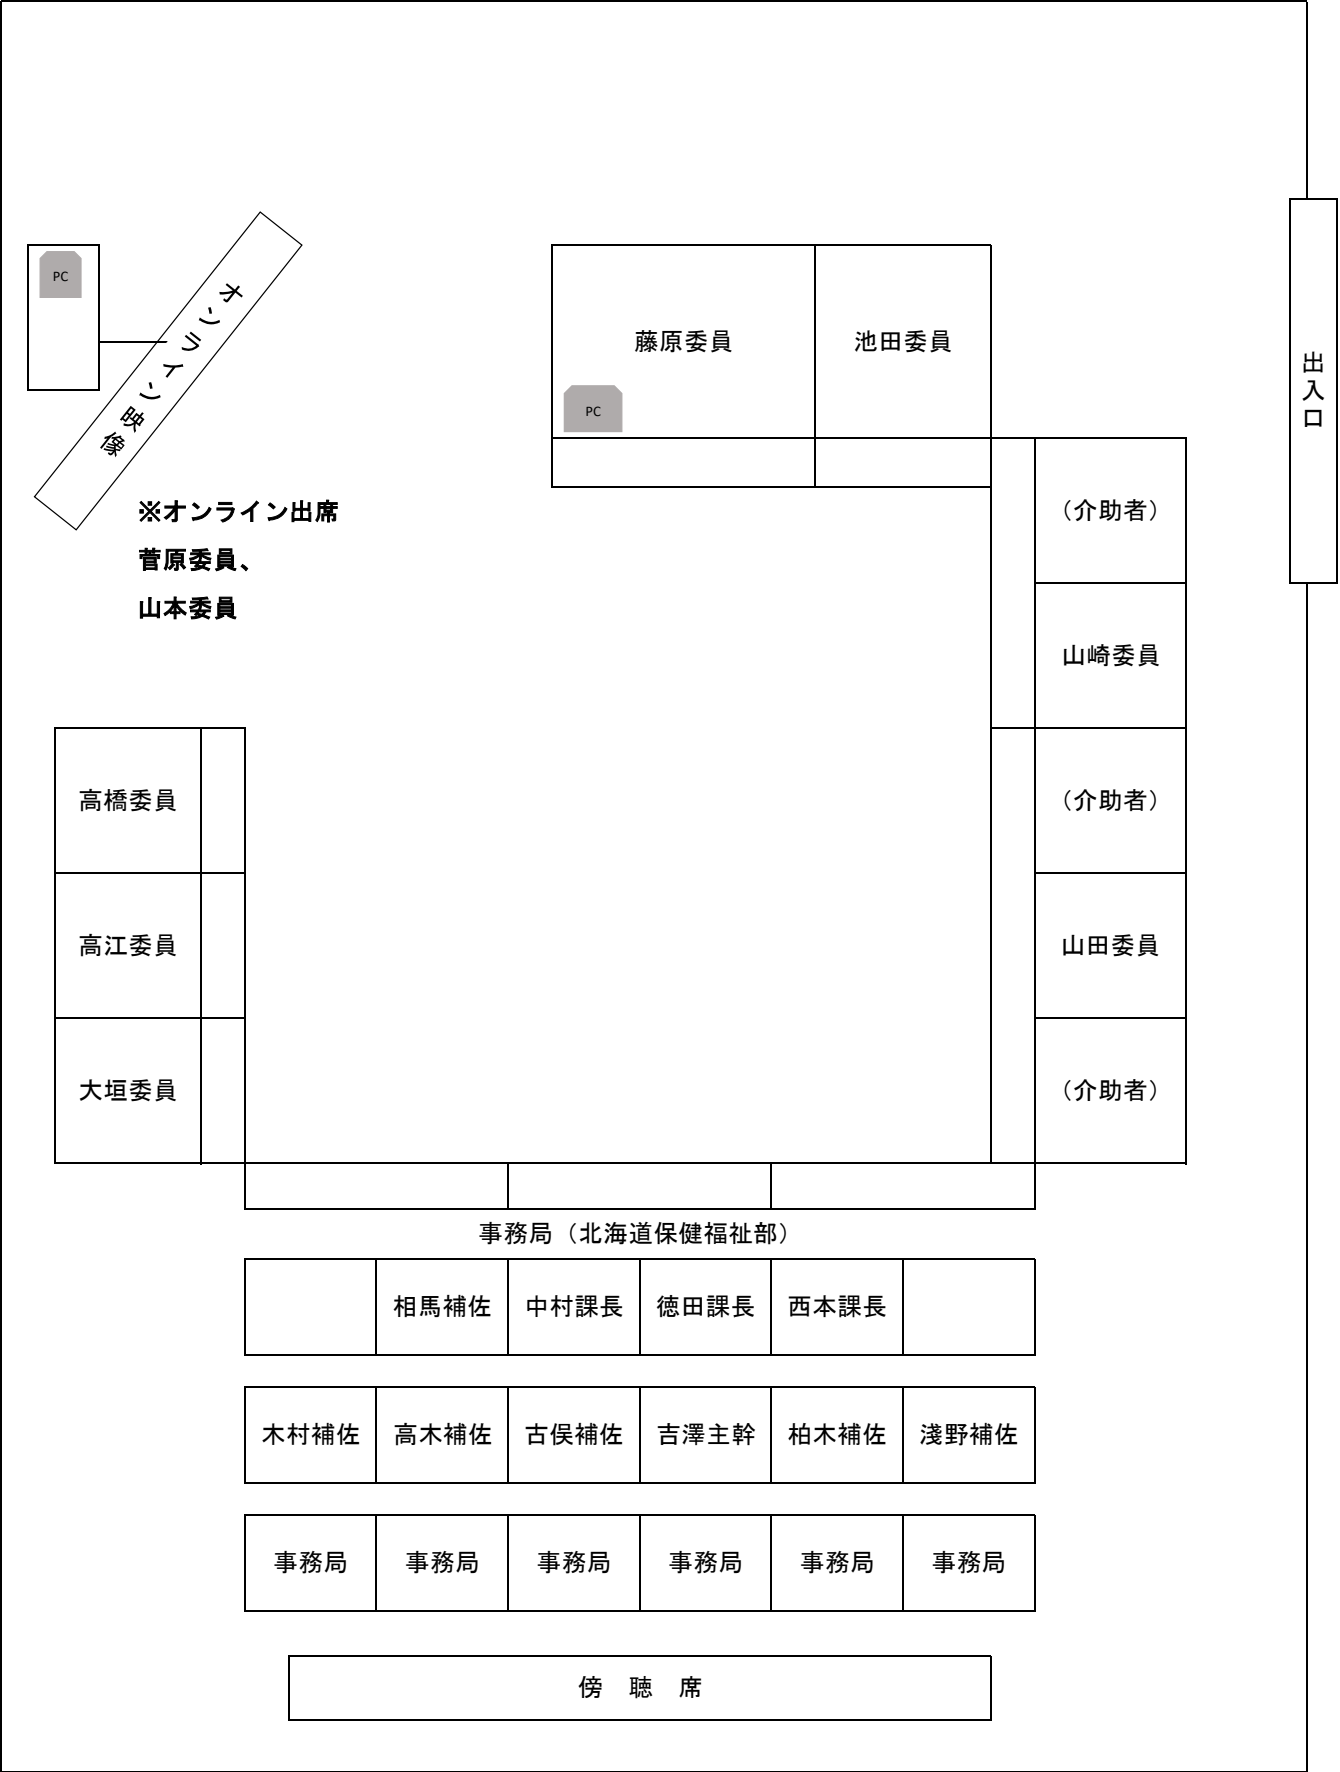 PC
オンライン映像
※オンライン出席
菅原委員、
山本委員
藤原委員
PC
池田委員
出入口
（介助者）
山崎委員
（介助者）
山田委員
（介助者）
高橋委員
高江委員
大垣委員
事務局（北海道保健福祉部）
相馬補佐 中村課長 徳田課長 西本課長
木村補佐 高木補佐 古俣補佐 吉澤主幹 柏木補佐 淺野補佐
事務局 事務局 事務局 事務局 事務局 事務局
傍　聴　席